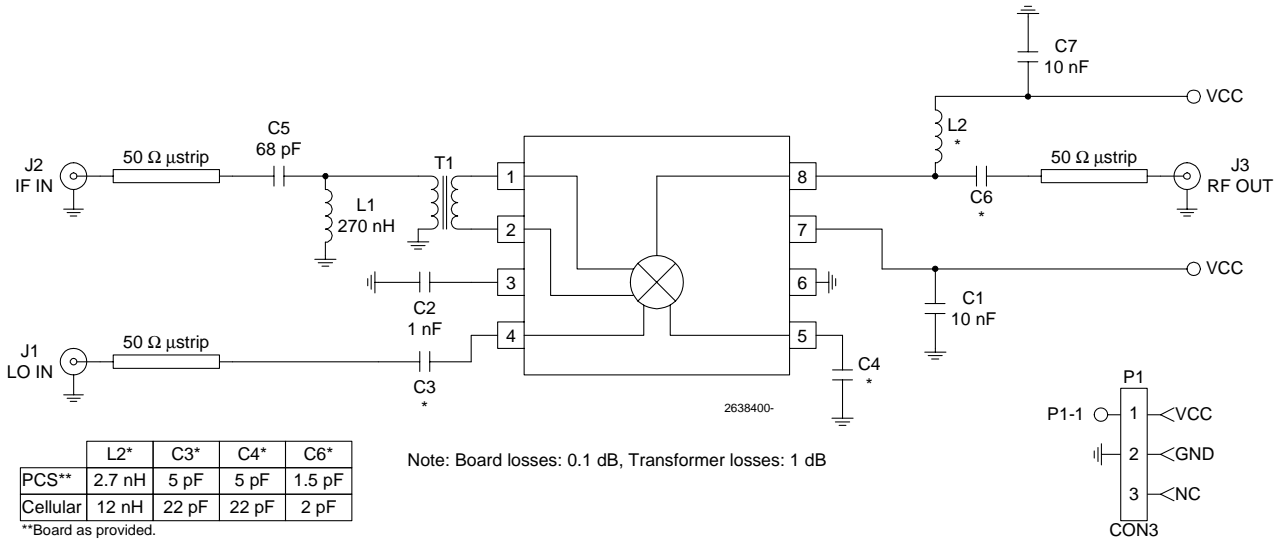 C7
10 nF
VCC
L2
*
C5
68 pF
J2
IF IN
50 Ω µstrip
T1
1
8
50 Ω µstrip
J3
RF OUT
C6
*
L1
270 nH
2
7
VCC
3
6
C2
1 nF
C1
10 nF
J1
LO IN
50 Ω µstrip
4
5
C3
*
C4
*
2638400-
P1
P1-1
1
VCC
2
GND
3
NC
CON3
L2* C3* C4* C6*
PCS** 2.7 nH 5 pF 5 pF 1.5 pF
Cellular 12 nH 22 pF 22 pF 2 pF
**Board as provided.
Note: Board losses: 0.1 dB, Transformer losses: 1 dB